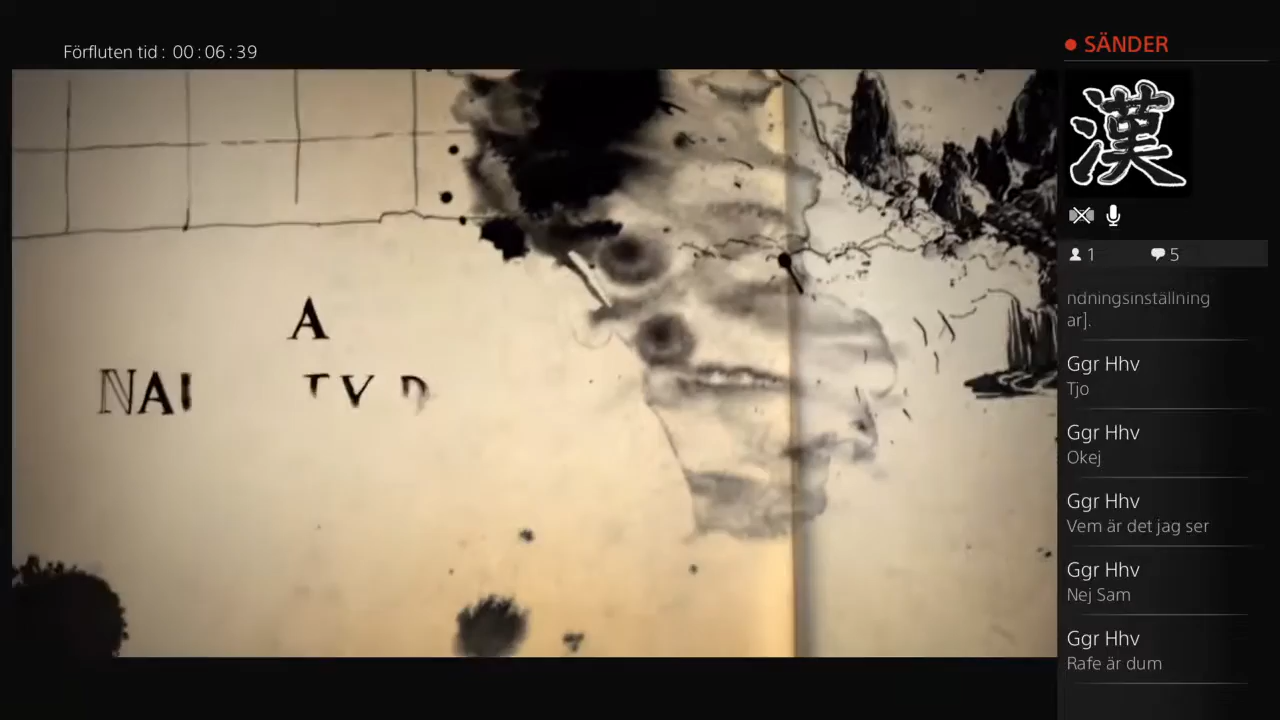 Förfluten tid : 00:06:39
SÄNDER
漢
1 5
ndningsinställning
ar].
Ggr Hhv
Tjo
Ggr Hhv
Okej
Ggr Hhv
Vem är det jag ser
Ggr Hhv
Nej Sam
Ggr Hhv
Rafe är dum
A